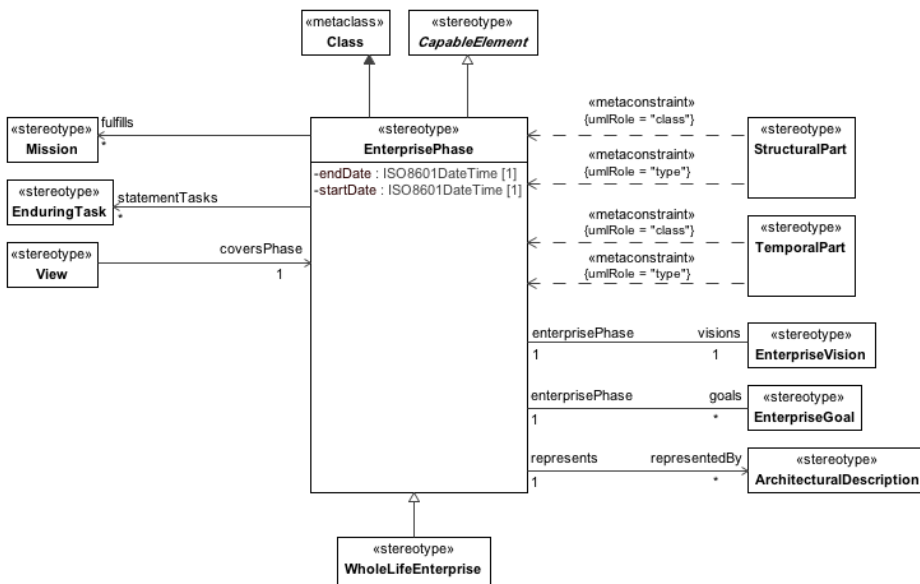 «metaclass»
Class
«stereotype»
CapableElement
«stereotype»
Mission
fulfills
*
«stereotype»
EnduringTask
statementTasks
*
«stereotype»
View
coversPhase
1
«stereotype»
EnterprisePhase
-endDate : ISO8601DateTime [1]
-startDate : ISO8601DateTime [1]
«metaconstraint»
{umlRole = "class"}
«metaconstraint»
{umlRole = "type"}
«stereotype»
StructuralPart
«metaconstraint»
{umlRole = "class"}
«metaconstraint»
{umlRole = "type"}
«stereotype»
TemporalPart
enterprisePhase
1
visions
1
«stereotype»
EnterpriseVision
enterprisePhase
1
goals
*
«stereotype»
EnterpriseGoal
represents
1
representedBy
*
«stereotype»
ArchitecturalDescription
«stereotype»
WholeLifeEnterprise